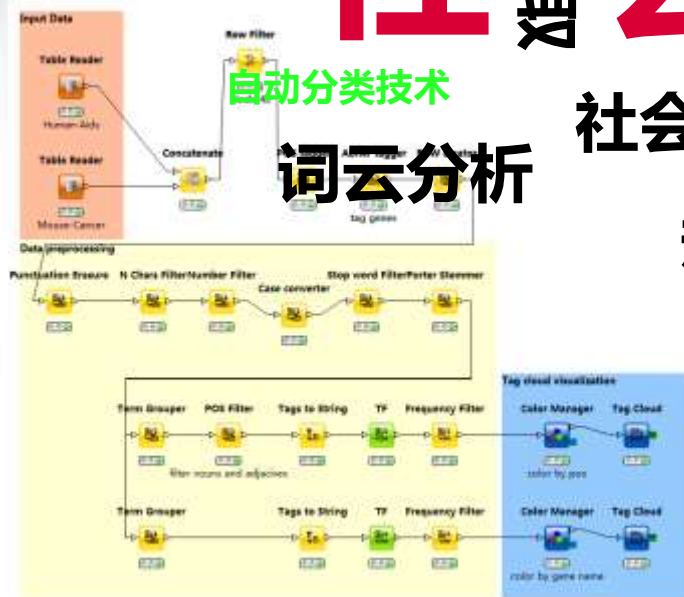 Input Data
Row Filter
Table Reader
自动分类技术
Human-Aids
社会
Concatenate
词云分析
Table Reader
Mouse-Cancer
tag genes
Data preprocessing
Punctuation Erasure N Chars Filter Number Filter Stop word Filter Porter Stemmer
Case converter
Tag cloud visualization
Term Grouper POS Filter Tags to String TF Frequency Filter Color Manager Tag Cloud
filter nouns and adjacives color by pos
Term Grouper Tags to String TF Frequency Filter Color Manager Tag Cloud
color by gene name